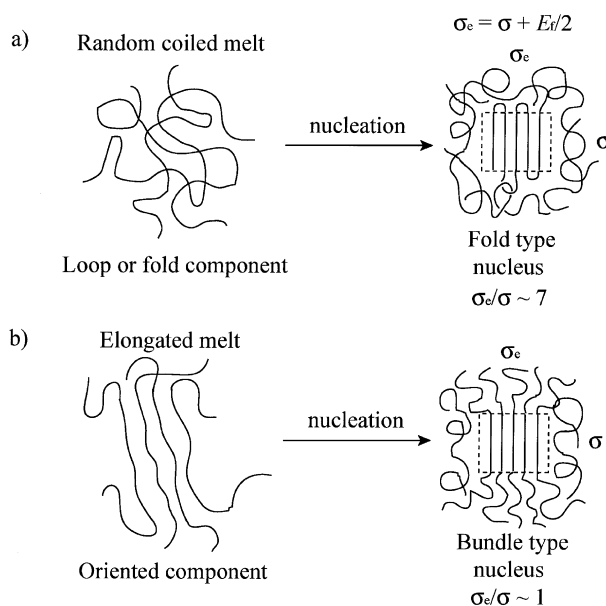 a)
Random coiled melt
σₑ = σ + E_f/2
σₑ
nucleation
σ
Loop or fold component
Fold type
nucleus
σₑ/σ ~ 7
b)
Elongated melt
σₑ
nucleation
σ
Oriented component
Bundle type
nucleus
σₑ/σ ~ 1